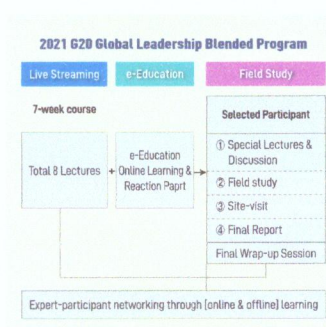 2021 G20 Global Leadership Blended Program
Live Streaming
e-Education
Field Study
7-week course
Total 8 Lectures
+
e-Education
Online Learning &
Reaction Paprt
Selected Participant
① Special Lectures &
Discussion
② Field study
③ Site-visit
④ Final Report
Final Wrap-up Session
Expert-participant networking through [online & offline] learning